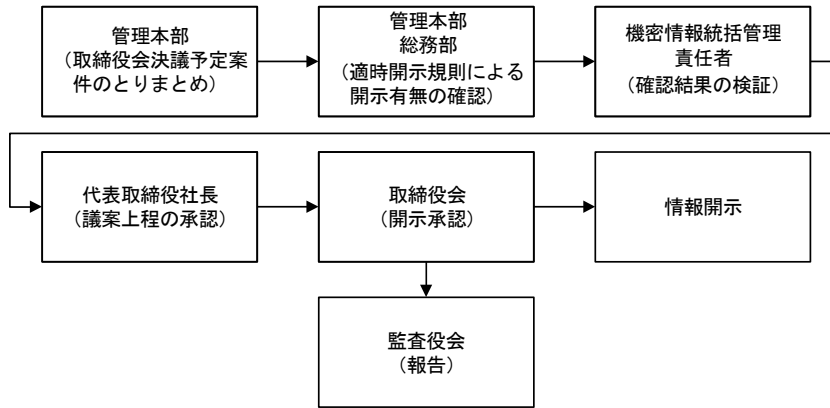 管理本部
（取締役会決議予定案
件のとりまとめ）
管理本部
総務部
（適時開示規則による
開示有無の確認）
機密情報統括管理
責任者
（確認結果の検証）
代表取締役社長
（議案上程の承認）
取締役会
（開示承認）
情報開示
監査役会
（報告）